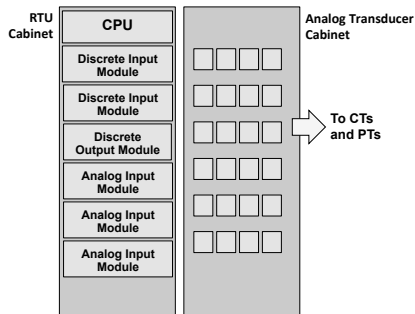 RTU
Cabinet
CPU
Discrete Input
Module
Discrete Input
Module
Discrete
Output Module
Analog Input
Module
Analog Input
Module
Analog Input
Module
Analog Transducer
Cabinet
To CTs
and PTs